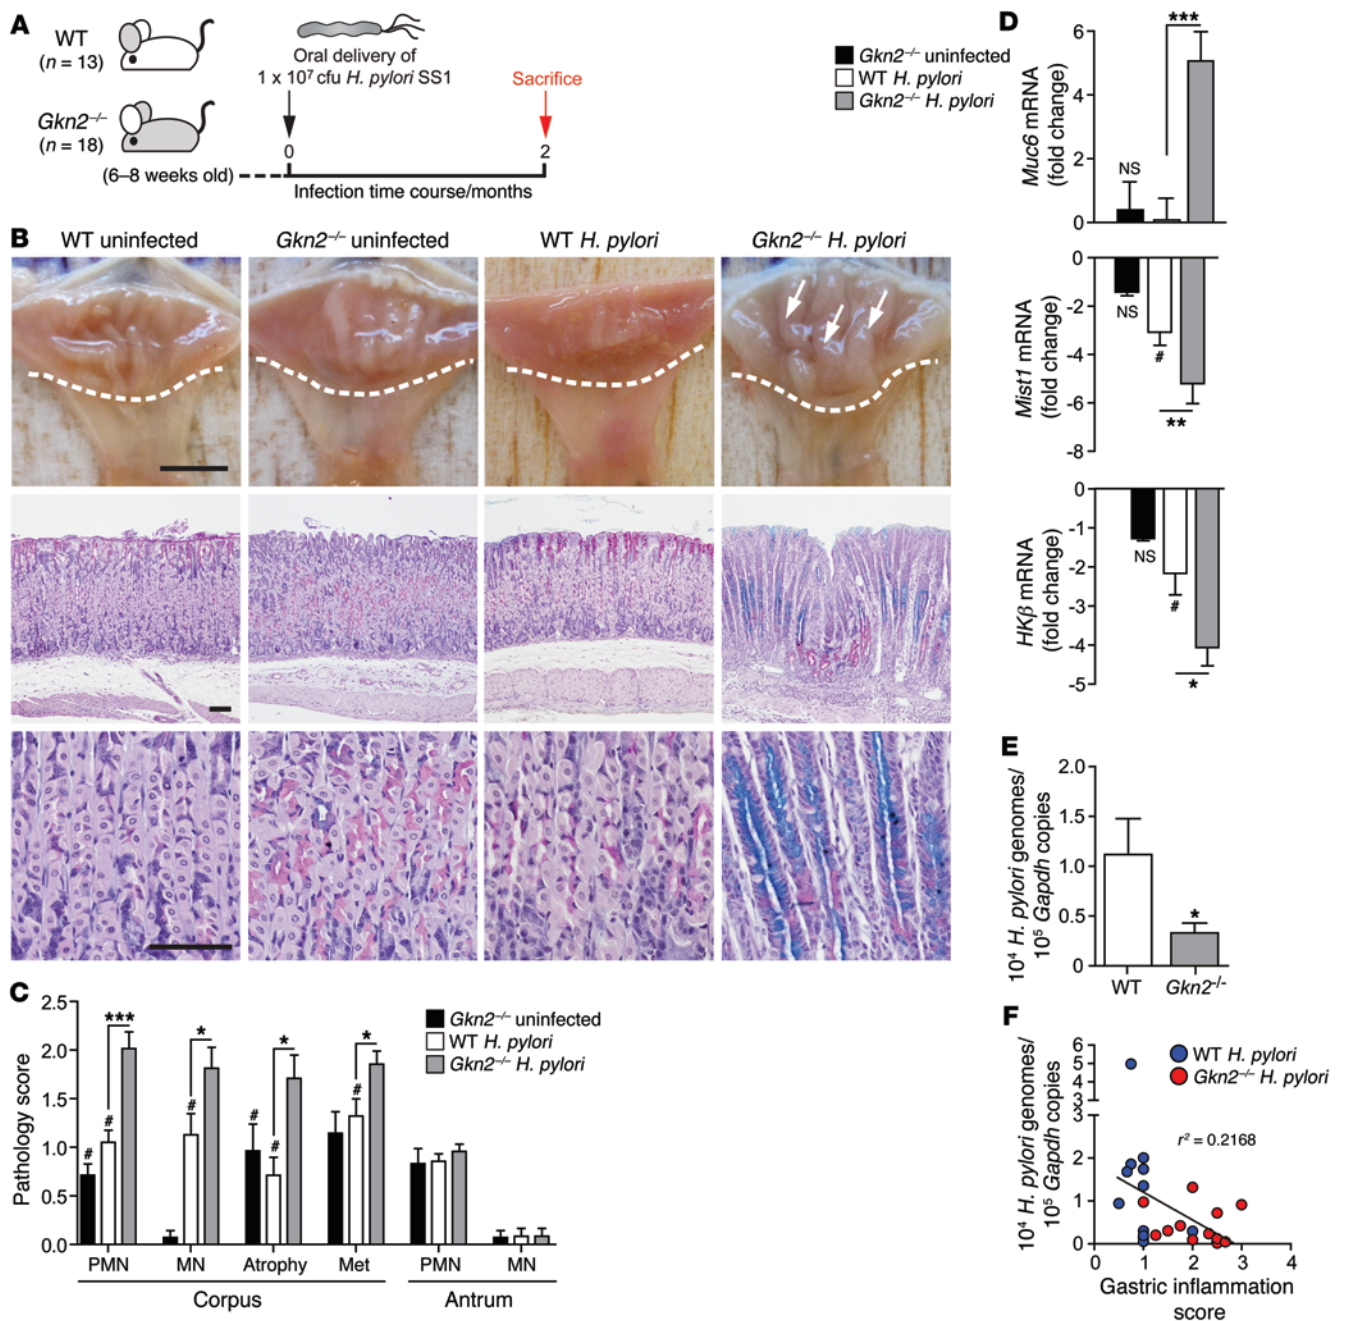 A
WT
(n = 13)
Gkn2–/–
(n = 18)
(6–8 weeks old)
Oral delivery of
1 x 10⁷ cfu H. pylori SS1
Sacrifice
0
2
Infection time course/months
B
WT uninfected
Gkn2–/– uninfected
WT H. pylori
Gkn2–/– H. pylori
C
Pathology score
2.5
2.0
1.5
1.0
0.5
0.0
#
#
***
#
*
#
#
*
#
*
Gkn2–/– uninfected
WT H. pylori
Gkn2–/– H. pylori
PMN
MN
Atrophy
Met
PMN
MN
Corpus
Antrum
Gkn2–/– uninfected
WT H. pylori
Gkn2–/– H. pylori
D
Muc6 mRNA
(fold change)
6
4
2
0
NS
***
Mist1 mRNA
(fold change)
0
-2
-4
-6
-8
NS
#
**
HKβ mRNA
(fold change)
0
-1
-2
-3
-4
-5
NS
#
*
E
10⁴ H. pylori genomes/
10⁵ Gapdh copies
2.0
1.5
1.0
0.5
0
*
WT
Gkn2-/-
F
10⁴ H. pylori genomes/
10⁵ Gapdh copies
6
5
4
3
3
2
1
0
WT H. pylori
Gkn2–/– H. pylori
r² = 0.2168
0
1
2
3
4
Gastric inflammation
score